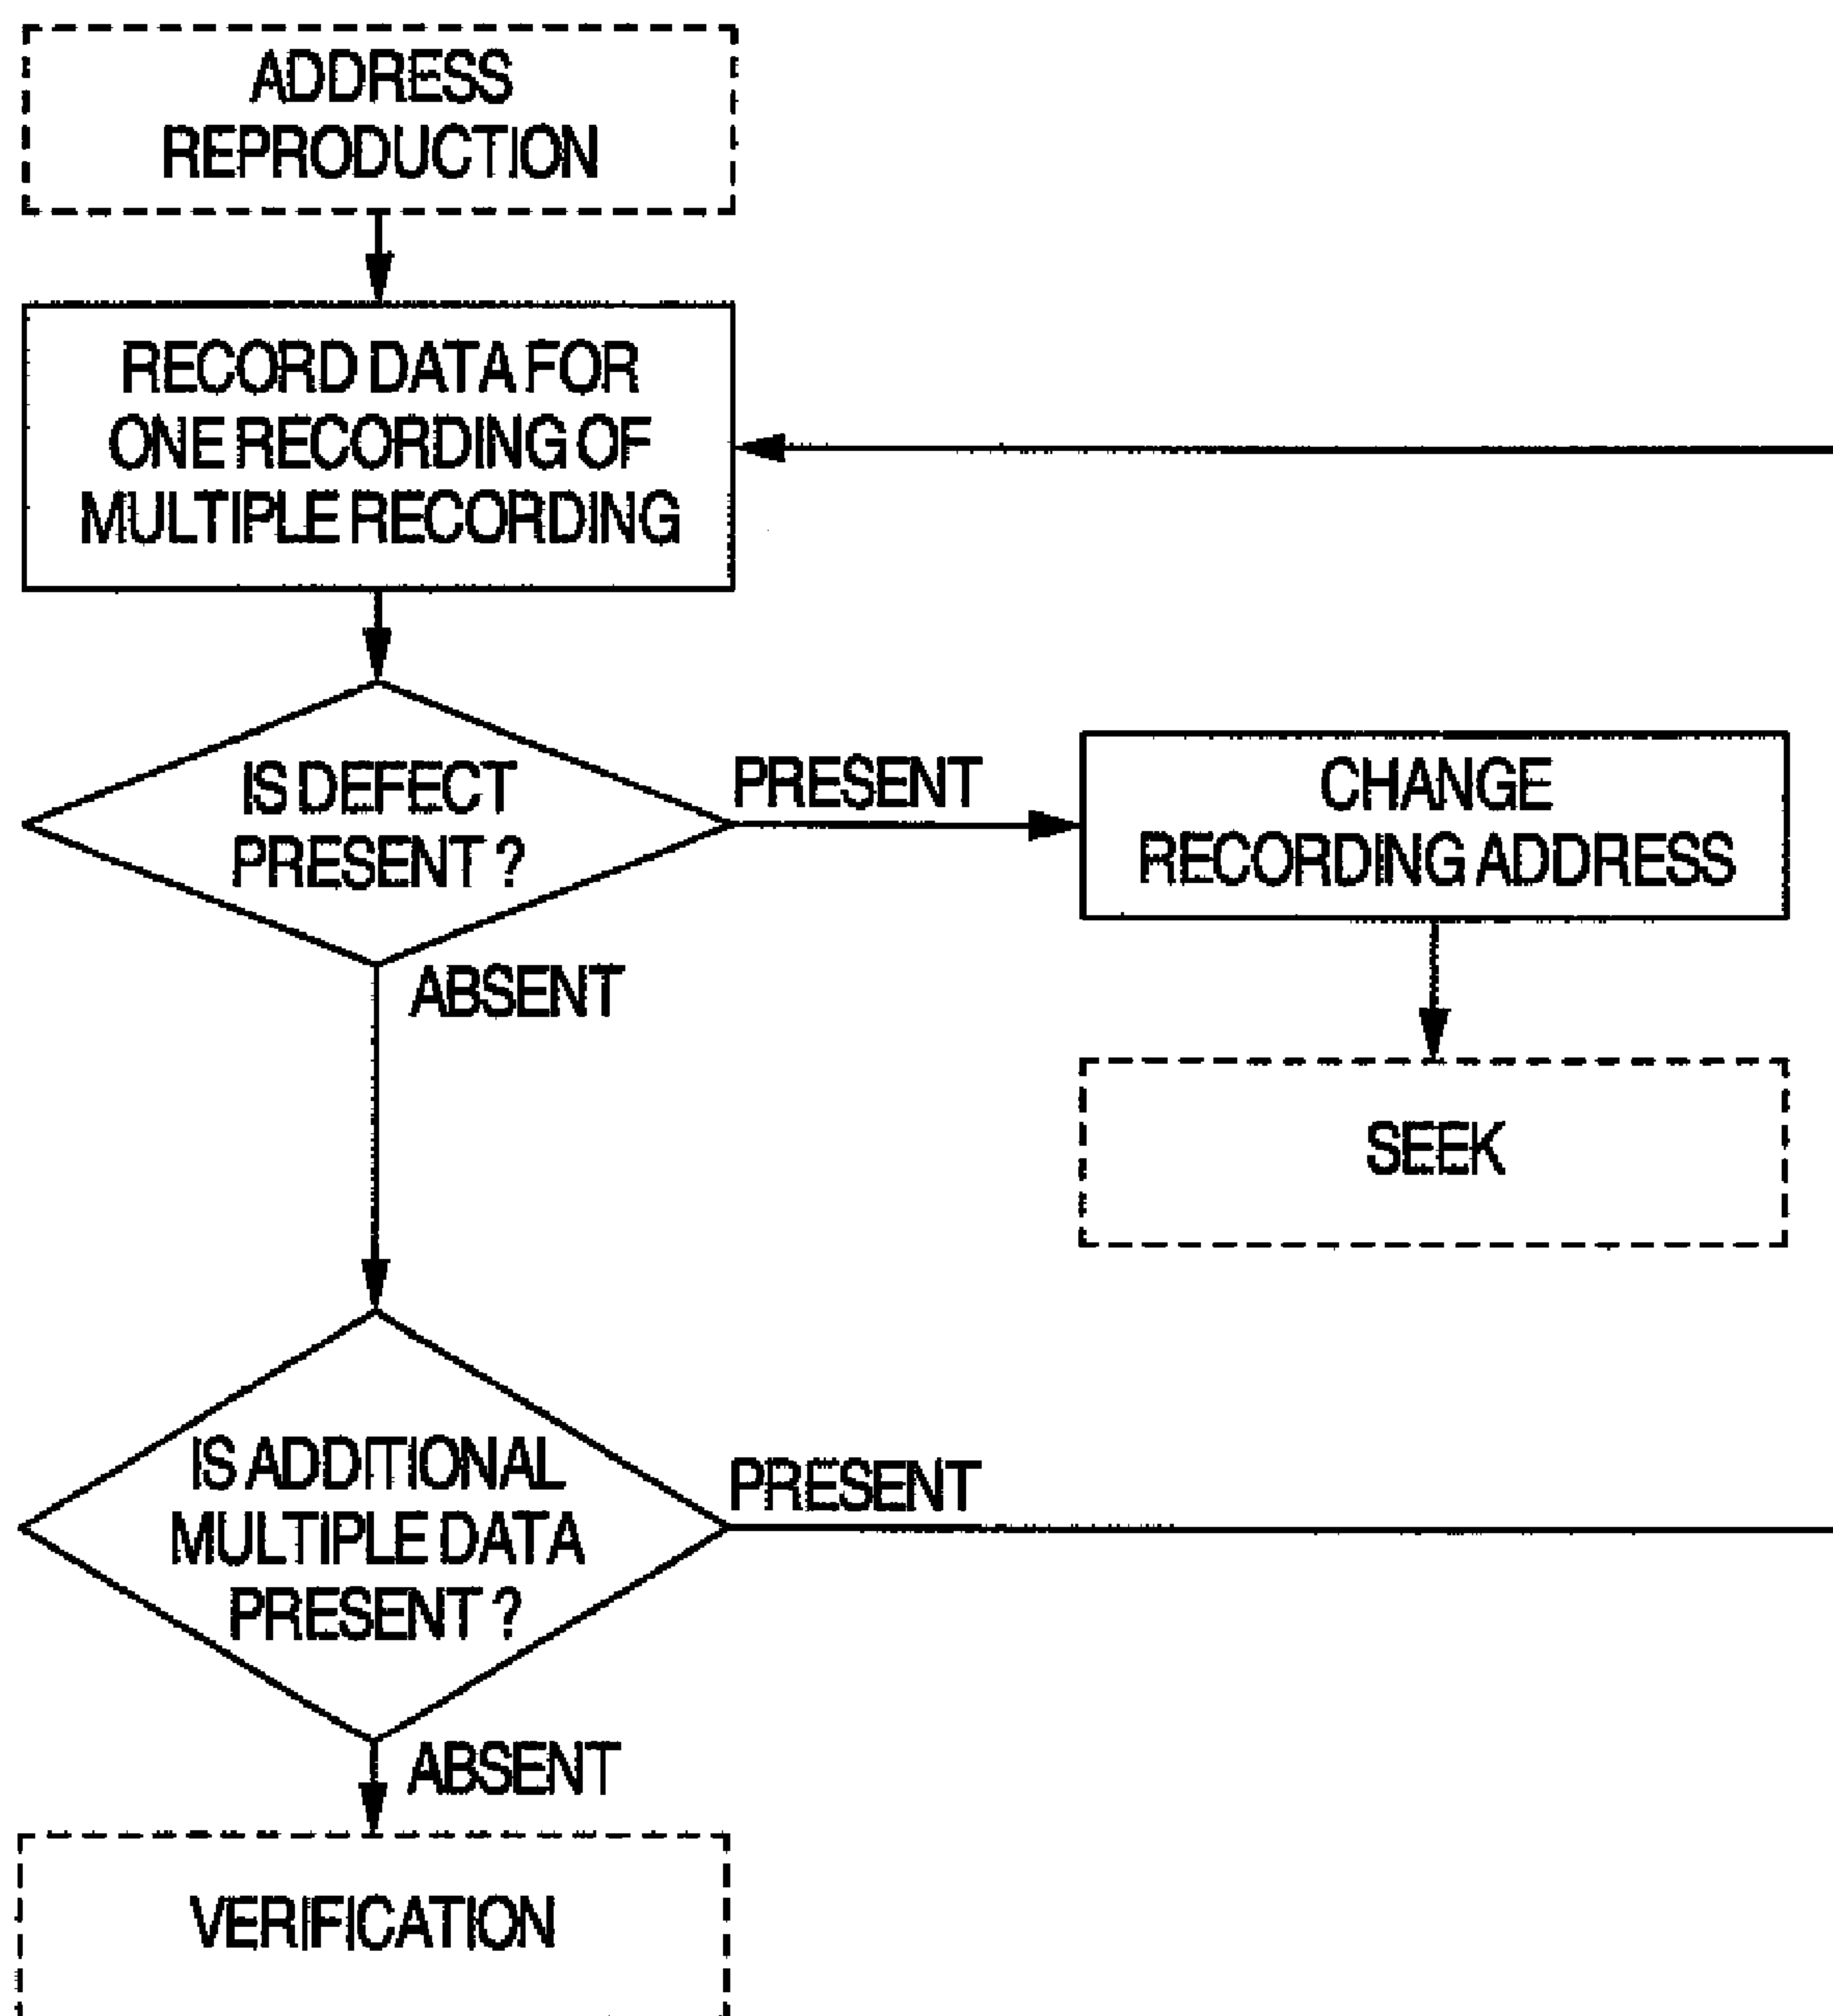 ADDRESS
REPRODUCTION
RECORD DATA FOR
ONE RECORDING OF
MULTIPLE RECORDING
IS DEFECT
PRESENT ?
PRESENT
CHANGE
RECORDING ADDRESS
ABSENT
SEEK
IS ADDITIONAL
MULTIPLE DATA
PRESENT ?
PRESENT
ABSENT
VERIFICATION